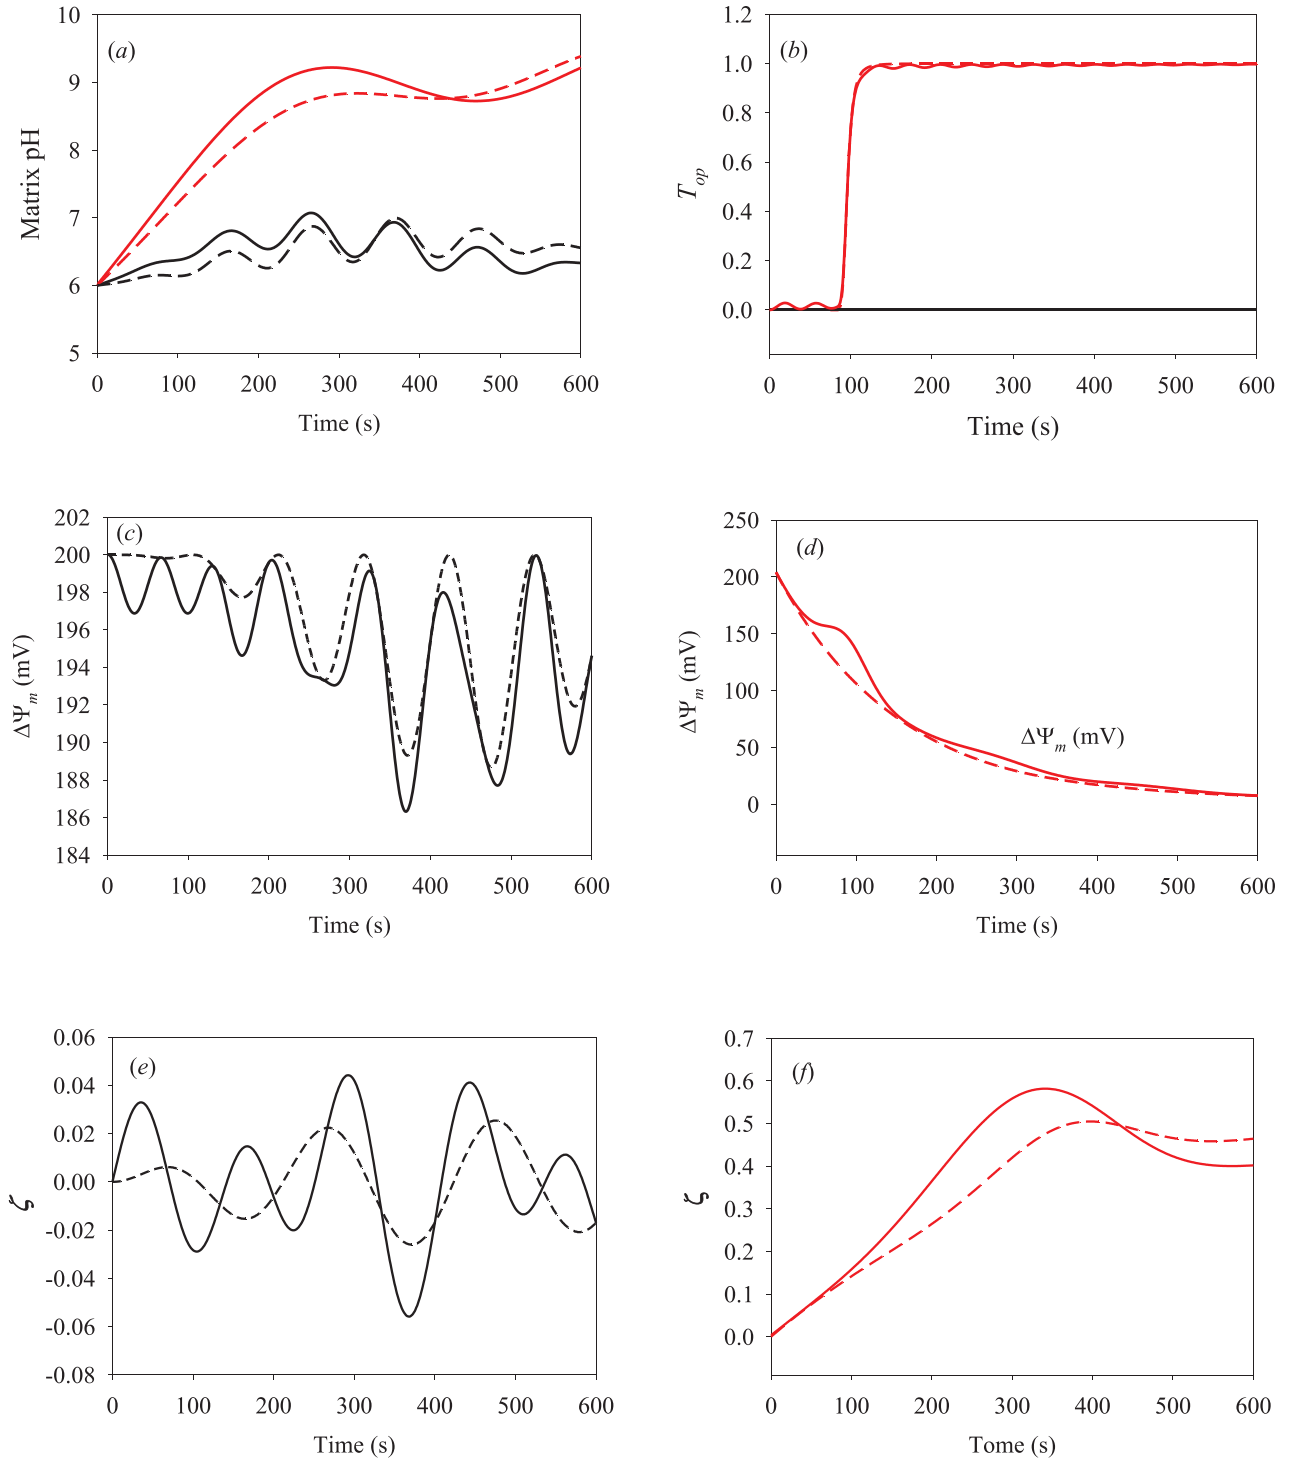 (a)
10
9
8
7
6
5
Matrix pH
0 100 200 300 400 500 600
Time (s)
(b)
1.2
1.0
0.8
0.6
0.4
0.2
0.0
Top
0 100 200 300 400 500 600
Time (s)
(c)
202
200
198
196
194
192
190
188
186
184
ΔΨm (mV)
0 100 200 300 400 500 600
Time (s)
(d)
250
200
150
100
50
0
ΔΨm (mV)
ΔΨm (mV)
0 100 200 300 400 500 600
Time (s)
(e)
0.06
0.04
0.02
0.00
-0.02
-0.04
-0.06
-0.08
ζ
0 100 200 300 400 500 600
Time (s)
(f)
0.7
0.6
0.5
0.4
0.3
0.2
0.1
0.0
ζ
0 100 200 300 400 500 600
Tome (s)